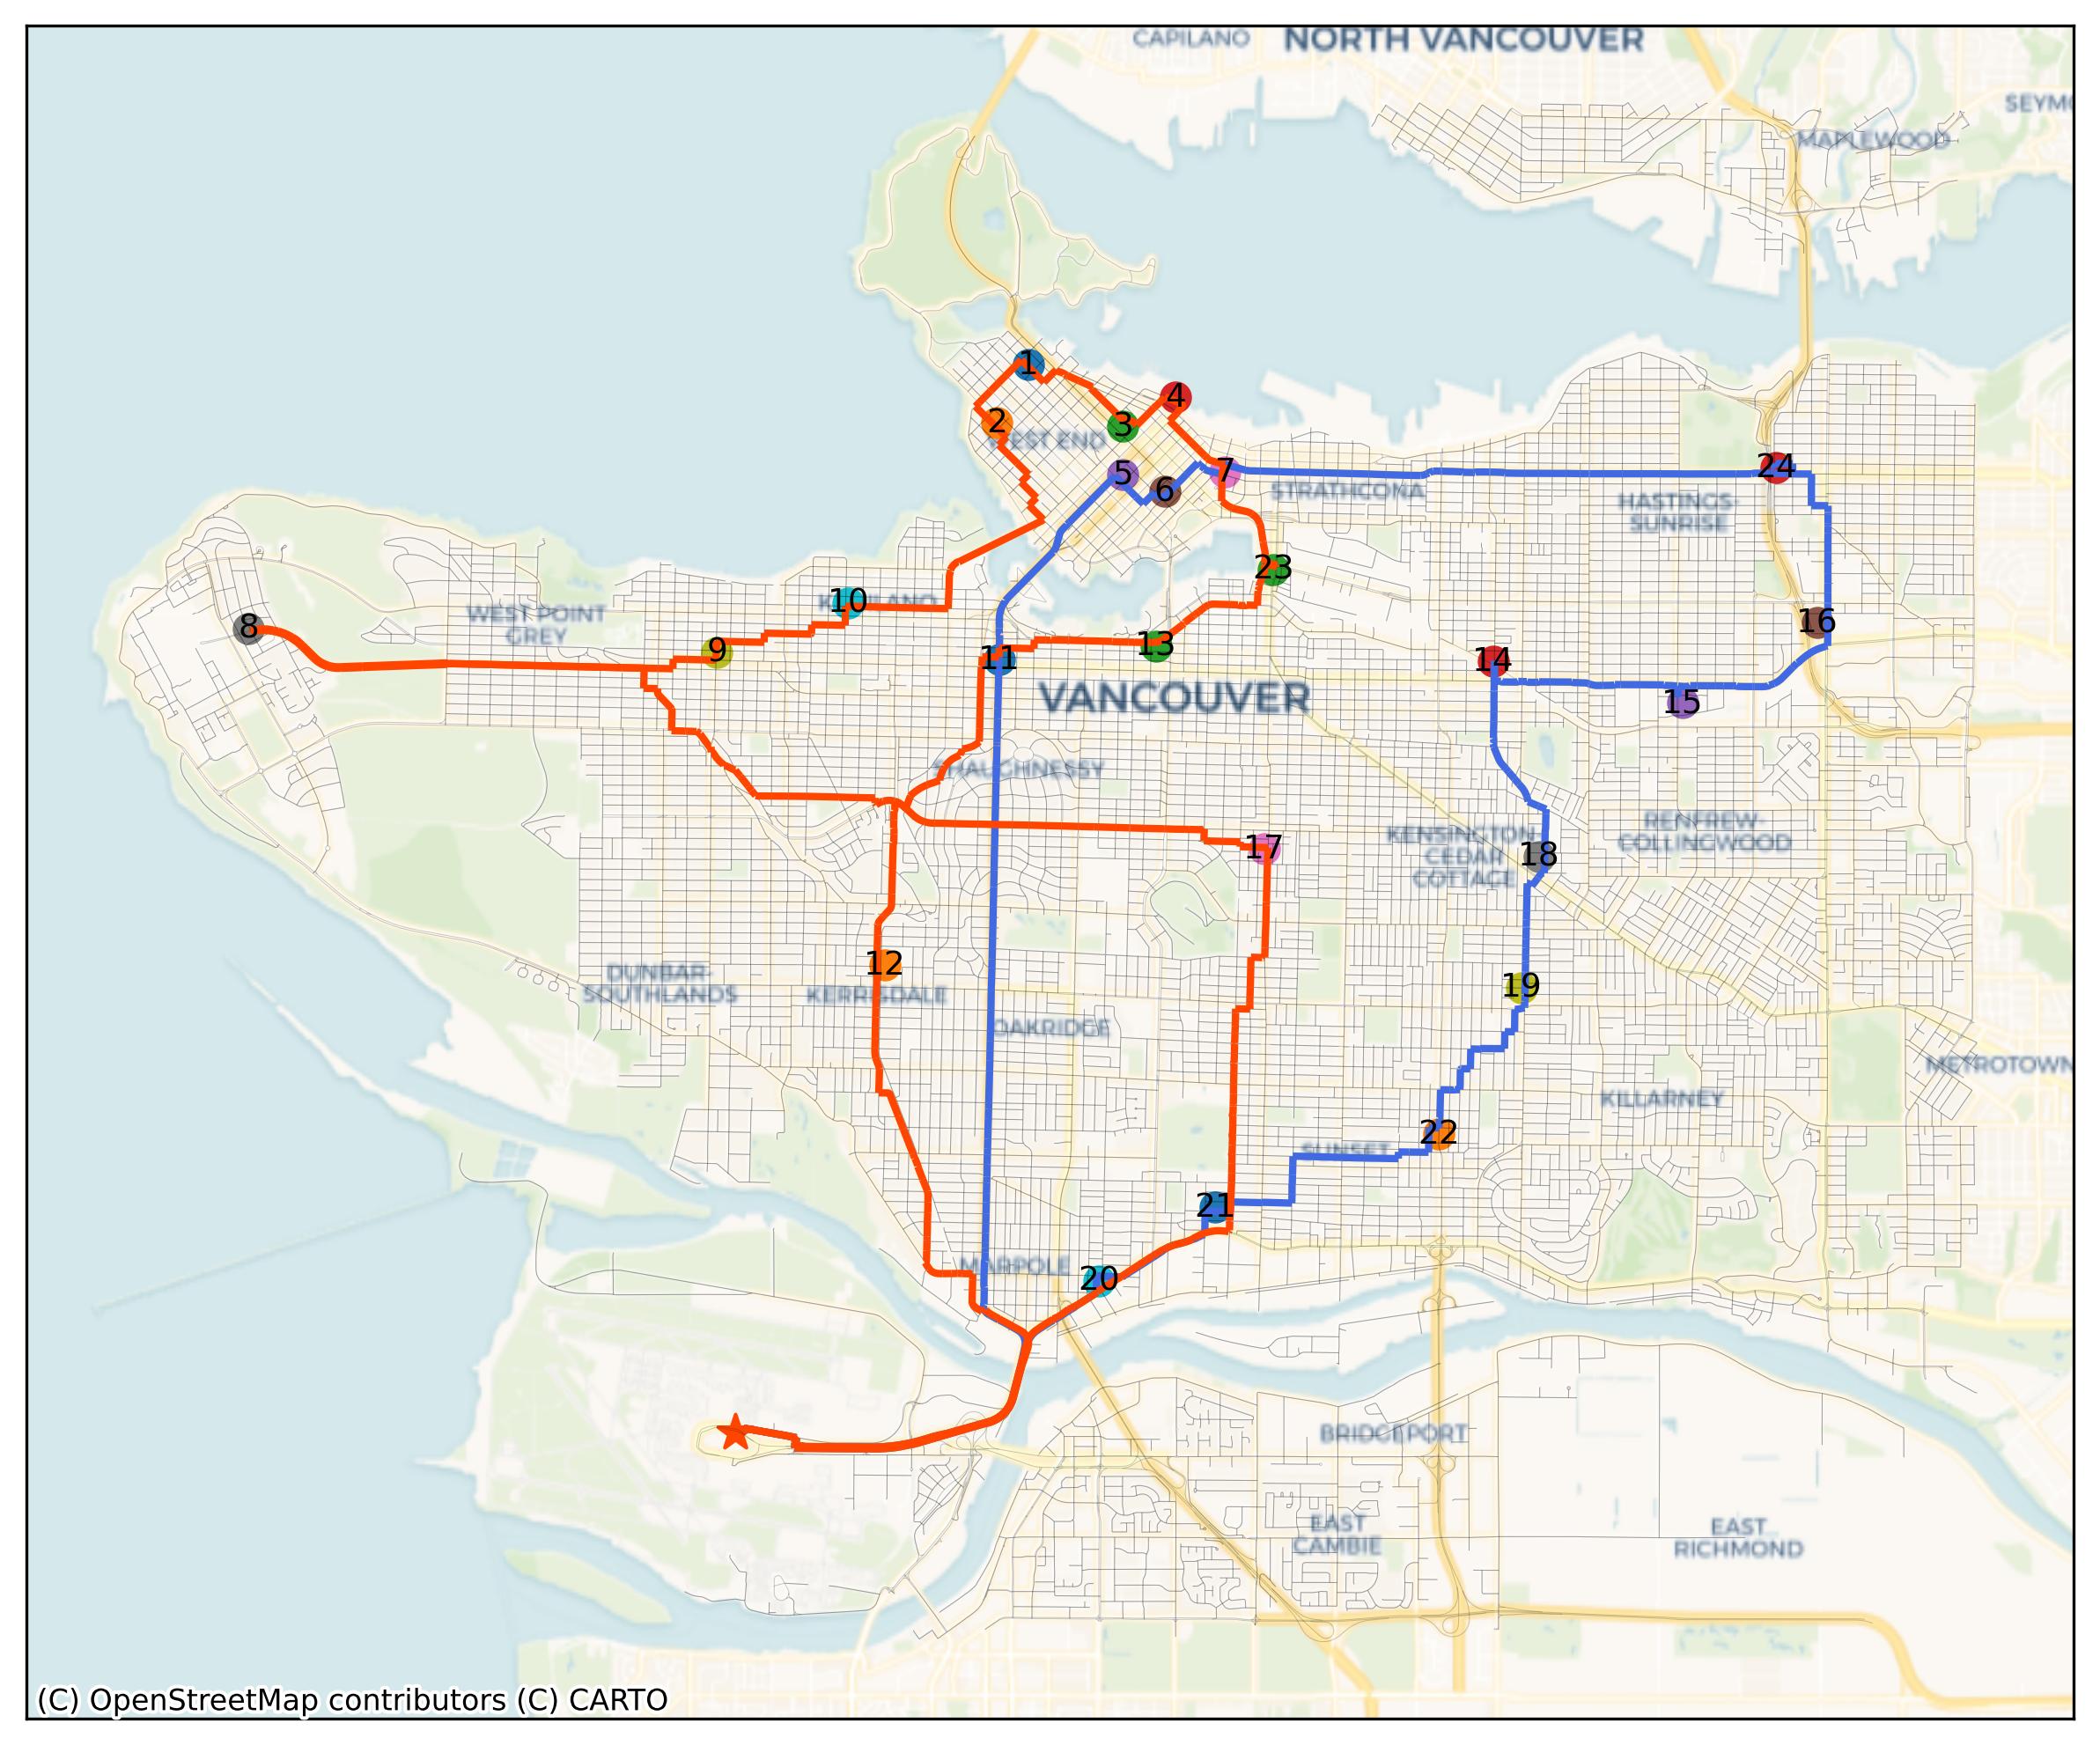 CAPILANO
NORTH VANCOUVER
SEYMO
MAPLEWOOD
1
4
2
3
WEST END
5
7
24
6
STRATHCONA
HASTINGS-
SUNRISE
23
10
KITSILANO
WEST POINT
GREY
8
16
9
13
11
14
VANCOUVER
15
SHAUGHNESSY
17
KENSINGTON-
CEDAR
COTTAGE
18
RENFREW-
COLLINGWOOD
12
DUNBAR-
SOUTHLANDS
KERRISDALE
19
OAKRIDGE
METROTOWN
KILLARNEY
22
SUNSET
21
MARPOLE
20
BRIDGEPORT
EAST
CAMBIE
EAST
RICHMOND
(C) OpenStreetMap contributors (C) CARTO